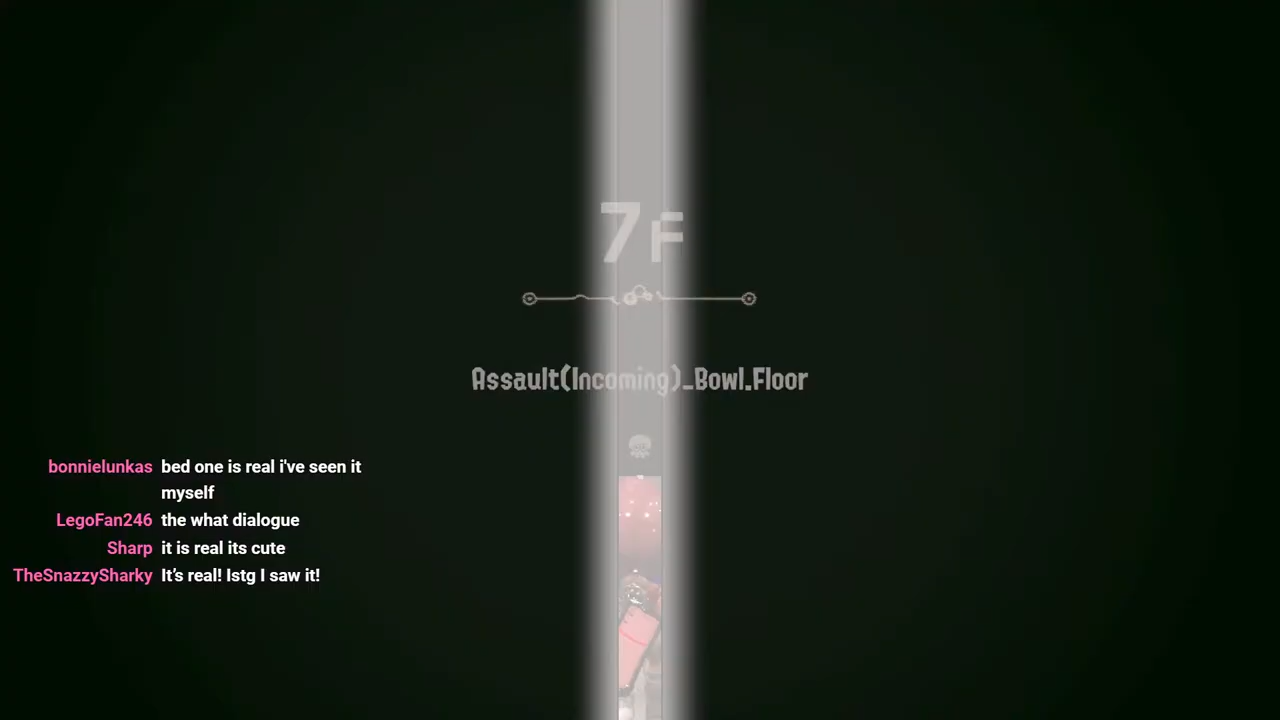 7F
Assault(Incoming)_Bowl.Floor
bonnielunkas bed one is real i've seen it
myself
LegoFan246 the what dialogue
Sharp it is real its cute
TheSnazzySharky It’s real! Istg I saw it!